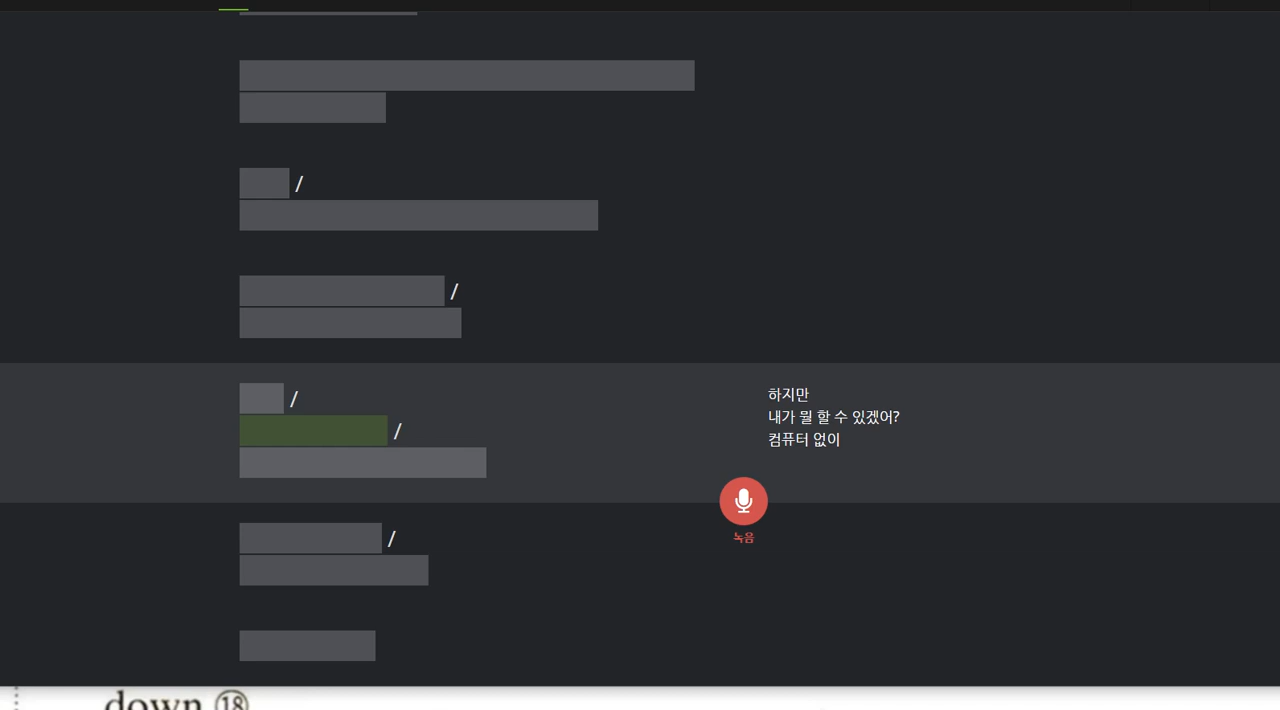 /
/
/
하지만
/
내가 뭘 할 수 있겠어?
컴퓨터 없이
녹음
/
down ⑱